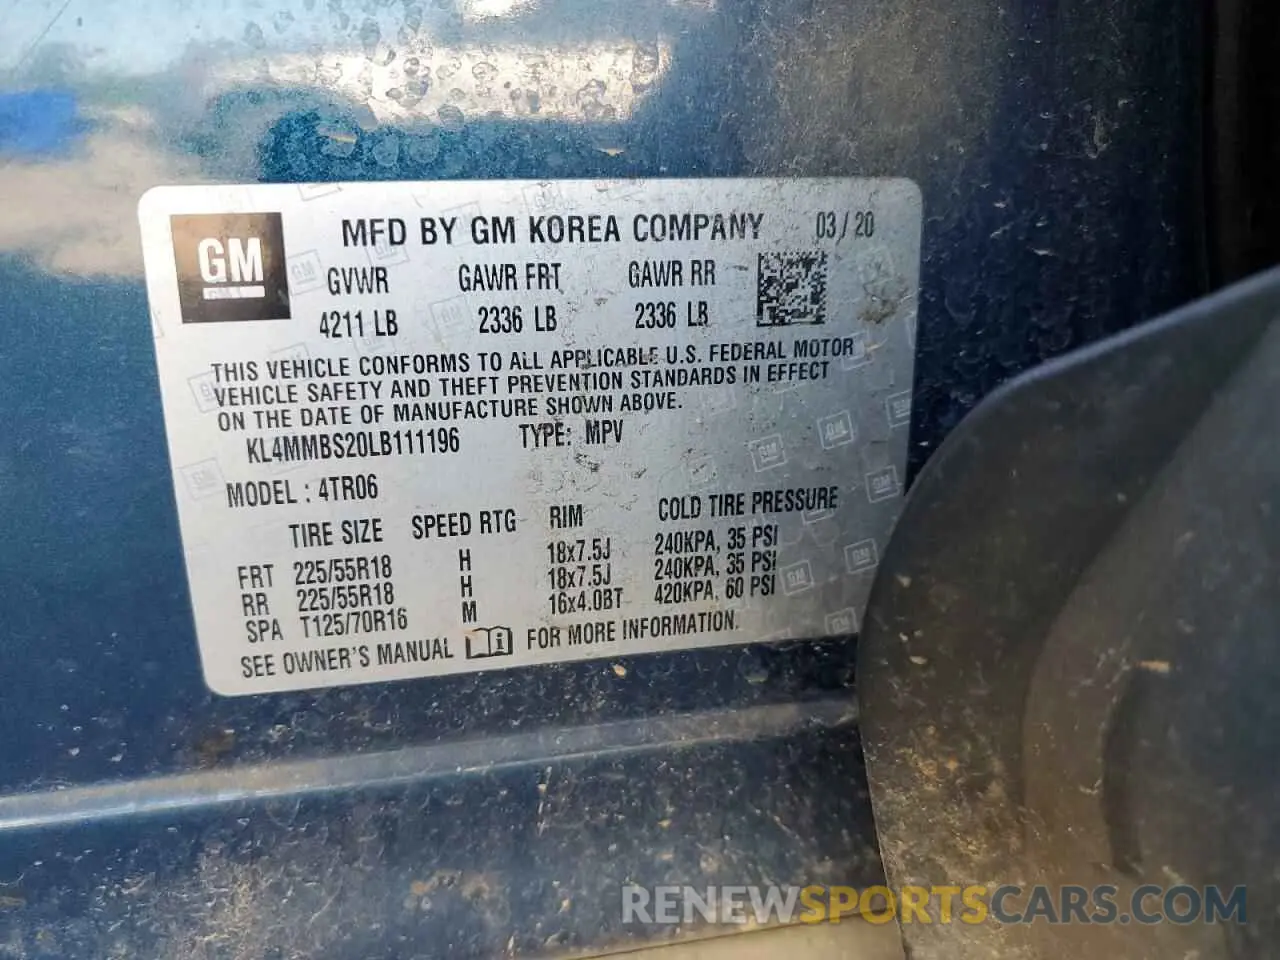 GM
MFD BY GM KOREA COMPANY 03/20
GVWR GAWR FRT GAWR RR
4211 LB 2336 LB 2336 LB
THIS VEHICLE CONFORMS TO ALL APPLICABLE U.S. FEDERAL MOTOR
VEHICLE SAFETY AND THEFT PREVENTION STANDARDS IN EFFECT
ON THE DATE OF MANUFACTURE SHOWN ABOVE.
KL4MMBS20LB111196 TYPE: MPV
MODEL: 4TR06
TIRE SIZE SPEED RTG RIM COLD TIRE PRESSURE
FRT 225/55R18 H 18x7.5J 240KPA, 35 PSI
RR 225/55R18 H 18x7.5J 240KPA, 35 PSI
SPA T125/70R16 M 16x4.0BT 420KPA, 60 PSI
SEE OWNER'S MANUAL i FOR MORE INFORMATION.
RENEWSPORTSCARS.COM